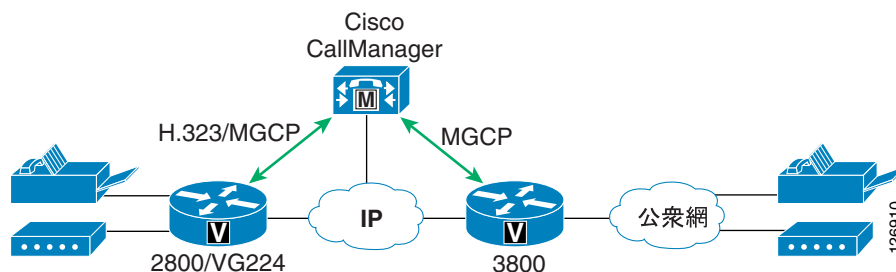 Cisco
CallManager
M
H.323/MGCP
MGCP
V
IP
V
公衆網
2800/VG224
3800
126910